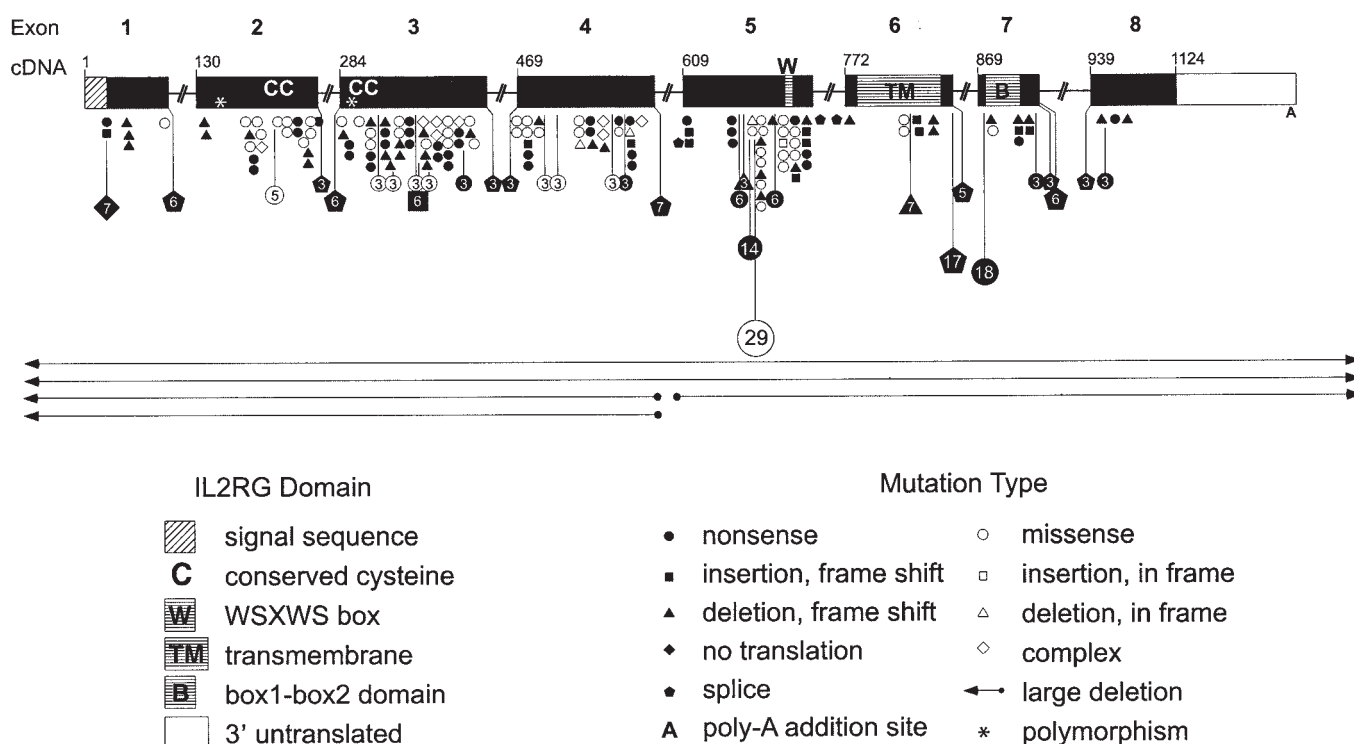 Exon 1 2 3 4 5 6 7 8
cDNA 1 130 284 469 609 W 772 869 939 1124
CC CC TM B
* *
A
3 3 3 3 3 3 3 3 3 3 3 3 3 3 3 3 3 3
7 6 5 6 6 7 6 6 7 5 6
14 17 18
29
IL2RG Domain
signal sequence
C conserved cysteine
W WSXWS box
TM transmembrane
B box1-box2 domain
3' untranslated
Mutation Type
nonsense
insertion, frame shift
deletion, frame shift
no translation
splice
A poly-A addition site
missense
insertion, in frame
deletion, in frame
complex
large deletion
* polymorphism